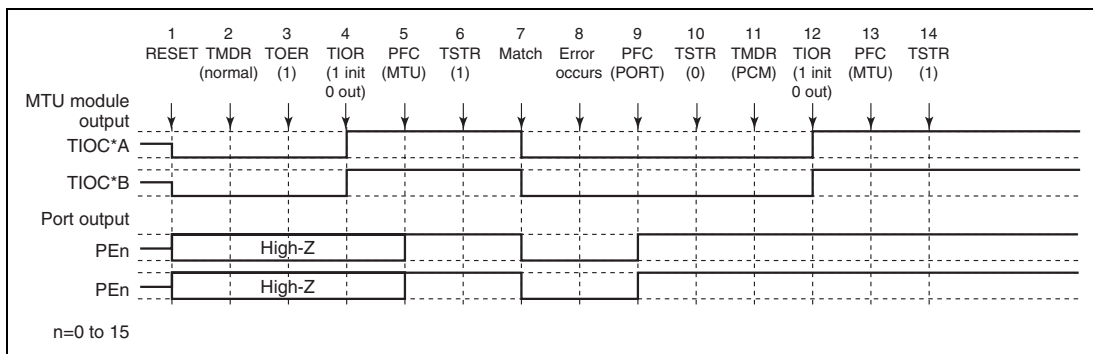 1 2 3 4 5 6 7 8 9 10 11 12 13 14
RESET TMDR TOER TIOR PFC TSTR Match Error PFC TSTR TMDR TIOR PFC TSTR
(normal) (1) (1 init (MTU) (1) occurs (PORT) (0) (PCM) (1 init (MTU) (1)
0 out) 0 out)
MTU module
output
TIOC*A
TIOC*B
Port output
PEn High-Z
PEn High-Z
n=0 to 15